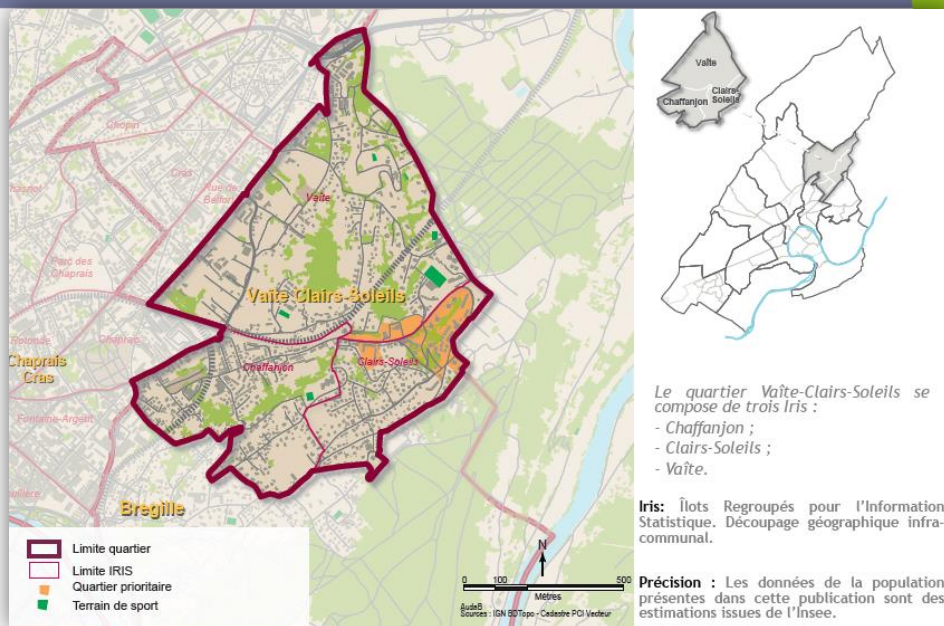 Chopin
Cras
Rue de
Belfort
Parc des
Chaprais
Rotonde
Chaprais
Chaprais
Cras
Fontaine-Argent
Bregille
Vaîte
Vaîte Clairs-Soleils
Chaffanjon
Clairs-Soleils
Limite quartier
Limite IRIS
Quartier prioritaire
Terrain de sport
N
0 100 500
Mètres
AudaB
Sources : IGN BDTopo - Cadastre PCI Vecteur
Vaîte
Chaffanjon
Clairs-
Soleils
Le quartier Vaîte-Clairs-Soleils se
compose de trois Iris :
- Chaffanjon ;
- Clairs-Soleils ;
- Vaîte.
Iris: Îlots Regroupés pour l’Information
Statistique. Découpage géographique infra-
communal.
Précision : Les données de la population
présentes dans cette publication sont des
estimations issues de l’Insee.